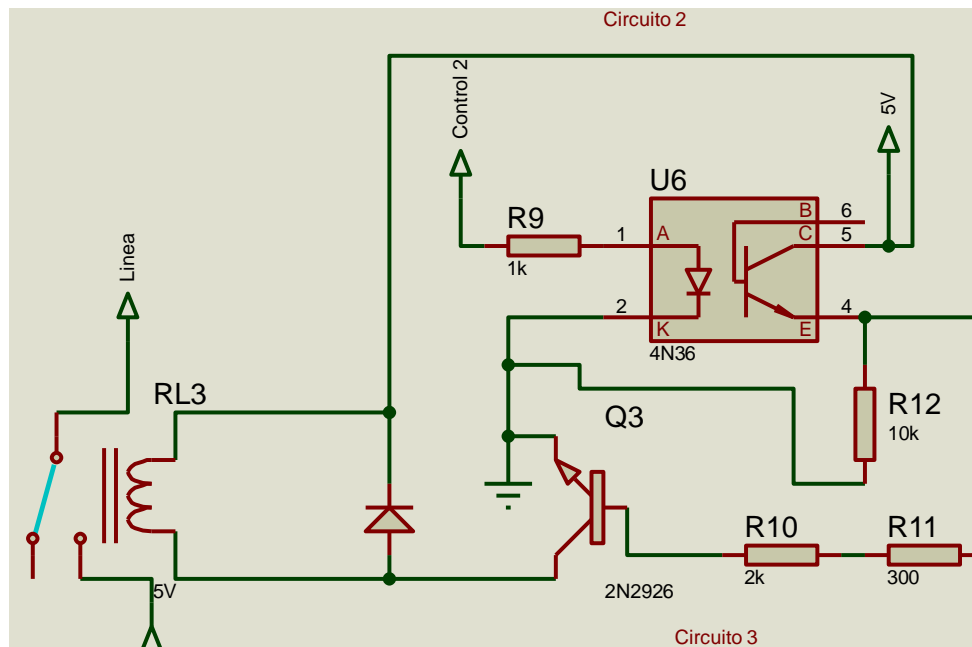 Circuito 2
Control 2
5V
U6
R9
1k
1
2
A
K
B
C
E
6
5
4
4N36
Linea
RL3
5V
Q3
2N2926
R12
10k
R10
2k
R11
300
Circuito 3